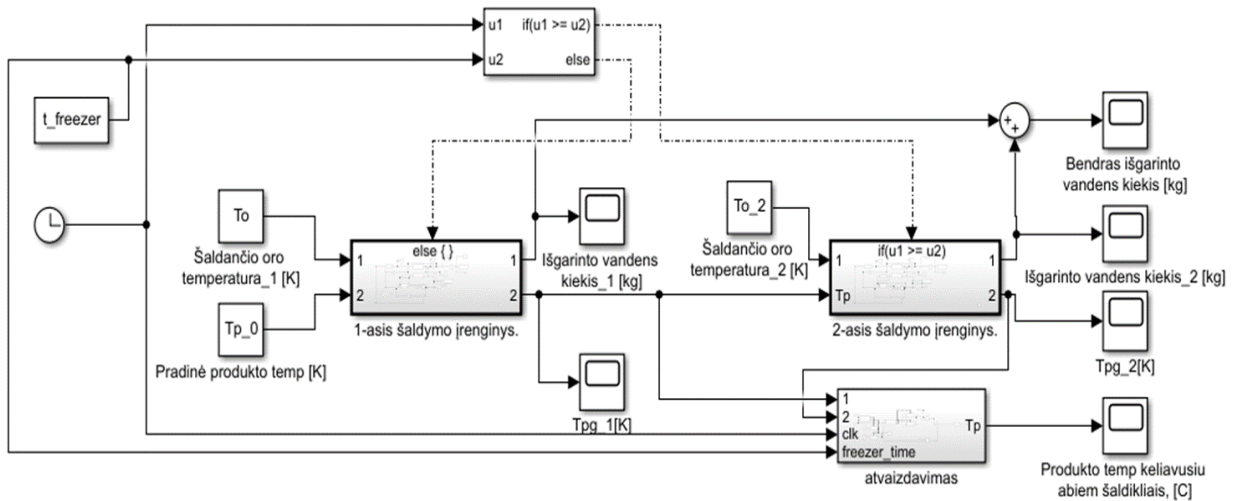 u1 if(u1 >= u2)
u2 else
t_freezer
Bendras išgarinto
vandens kiekis [kg]
To
Šaldančio oro
temperatura_1 [K]
Tp_0
Pradinė produkto temp [K]
else { }
1 1
2 2
1-asis šaldymo įrenginys.
Išgarinto vandens
kiekis_1 [kg]
Tpg_1[K]
To_2
Šaldančio oro
temperatura_2 [K]
if(u1 >= u2)
1 1
Tp 2
2-asis šaldymo įrenginys.
Išgarinto vandens kiekis_2 [kg]
Tpg_2[K]
1
2
clk
freezer_time
Tp
atvaizdavimas
Produkto temp keliavusiu
abiem šaldikliais, [C]